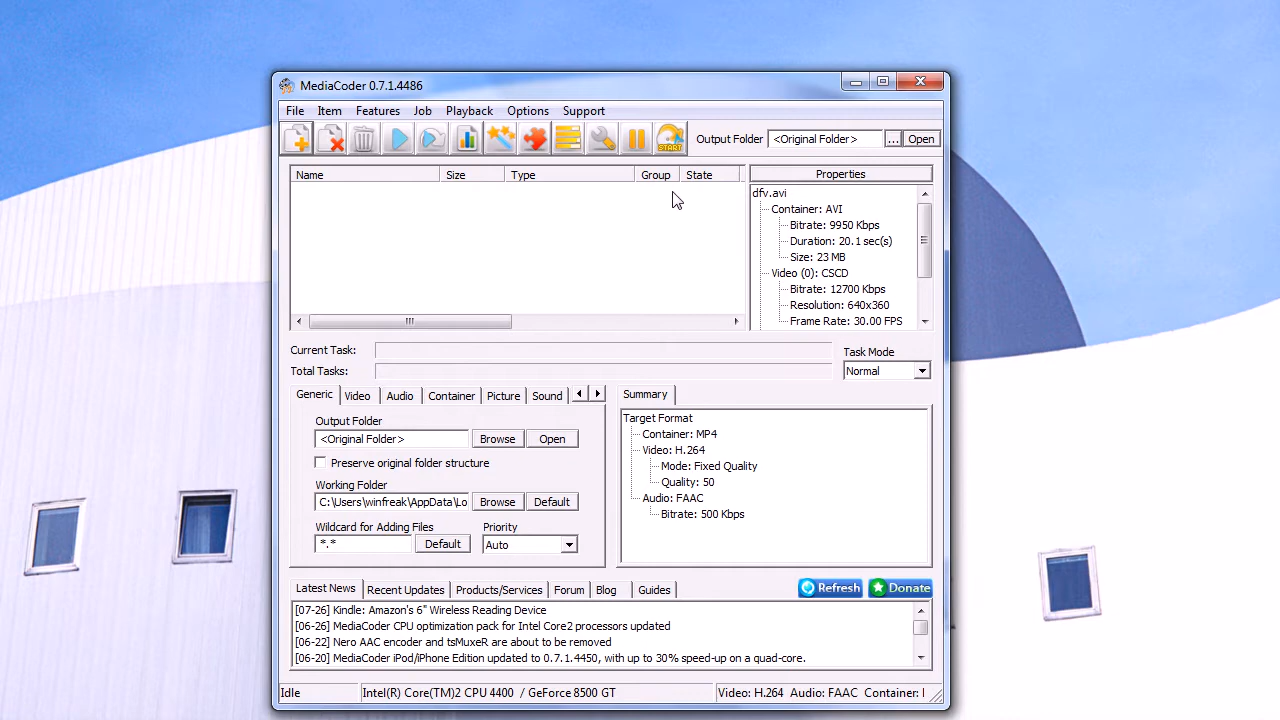 MediaCoder 0.7.1.4486
File Item Features Job Playback Options Support
START Output Folder <Original Folder> ... Open
Name Size Type Group State Properties
dfv.avi
Container: AVI
Bitrate: 9950 Kbps
Duration: 20.1 sec(s)
Size: 23 MB
Video (0): CSCD
Bitrate: 12700 Kbps
Resolution: 640x360
Frame Rate: 30.00 FPS
Current Task:
Total Tasks:
Task Mode
Normal
Generic Video Audio Container Picture Sound
Output Folder
<Original Folder> Browse Open
Preserve original folder structure
Working Folder
C:\Users\winfreak\AppData\Lo Browse Default
Wildcard for Adding Files Priority
*.* Default Auto
Summary
Target Format
Container: MP4
Video: H.264
Mode: Fixed Quality
Quality: 50
Audio: FAAC
Bitrate: 500 Kbps
Latest News Recent Updates Products/Services Forum Blog Guides Refresh Donate
[07-26] Kindle: Amazon's 6" Wireless Reading Device
[06-26] MediaCoder CPU optimization pack for Intel Core2 processors updated
[06-22] Nero AAC encoder and tsMuxeR are about to be removed
[06-20] MediaCoder iPod/iPhone Edition updated to 0.7.1.4450, with up to 30% speed-up on a quad-core.
Idle Intel(R) Core(TM)2 CPU 4400 / GeForce 8500 GT Video: H.264 Audio: FAAC Container: